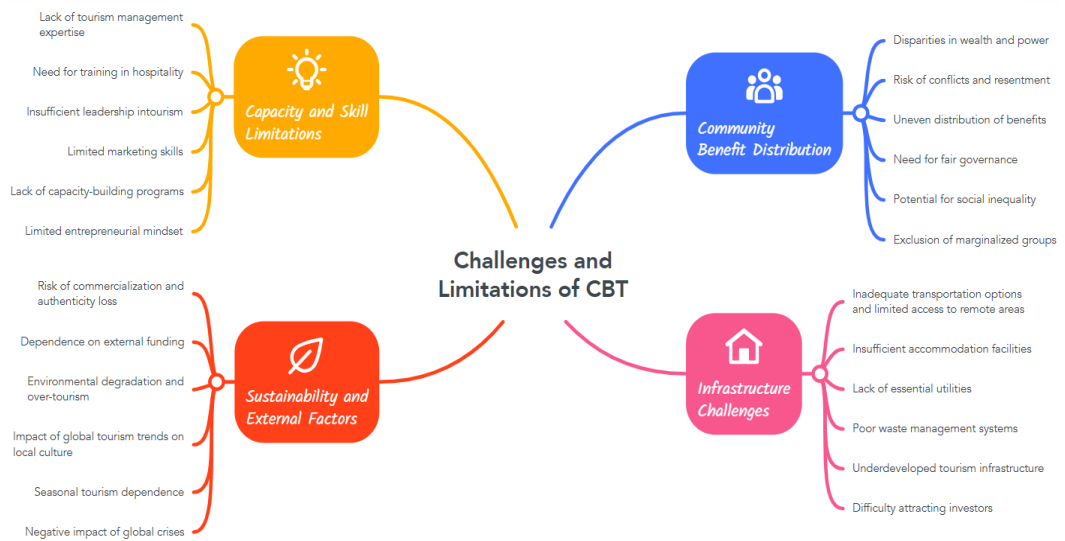 Challenges and
Limitations of CBT
Capacity and Skill
Limitations
Lack of tourism management
expertise
Need for training in hospitality
Insufficient leadership intourism
Limited marketing skills
Lack of capacity-building programs
Limited entrepreneurial mindset
Community
Benefit Distribution
Disparities in wealth and power
Risk of conflicts and resentment
Uneven distribution of benefits
Need for fair governance
Potential for social inequality
Exclusion of marginalized groups
Sustainability and
External Factors
Risk of commercialization and
authenticity loss
Dependence on external funding
Environmental degradation and
over-tourism
Impact of global tourism trends on
local culture
Seasonal tourism dependence
Negative impact of global crises
Infrastructure
Challenges
Inadequate transportation options
and limited access to remote areas
Insufficient accommodation facilities
Lack of essential utilities
Poor waste management systems
Underdeveloped tourism infrastructure
Difficulty attracting investors